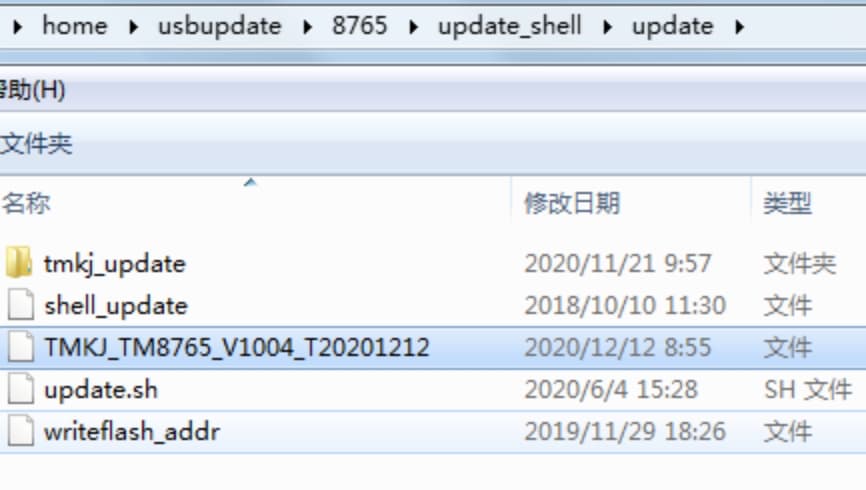 home usbupdate 8765 update_shell update
帮助(H)
文件夹
名称 修改日期 类型
tmkj_update 2020/11/21 9:57 文件夹
shell_update 2018/10/10 11:30 文件
TMKJ_TM8765_V1004_T20201212 2020/12/12 8:55 文件
update.sh 2020/6/4 15:28 SH 文件
writeflash_addr 2019/11/29 18:26 文件